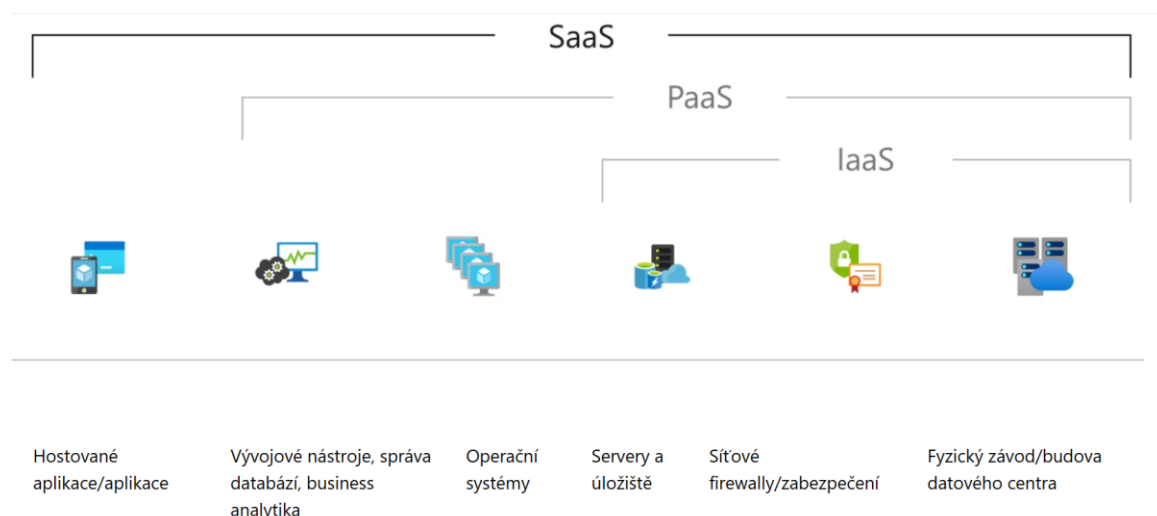 SaaS
PaaS
IaaS
Hostované
aplikace/aplikace
Vývojové nástroje, správa
databází, business
analytika
Operační
systémy
Servery a
úložiště
Síťové
firewally/zabezpečení
Fyzický závod/budova
datového centra